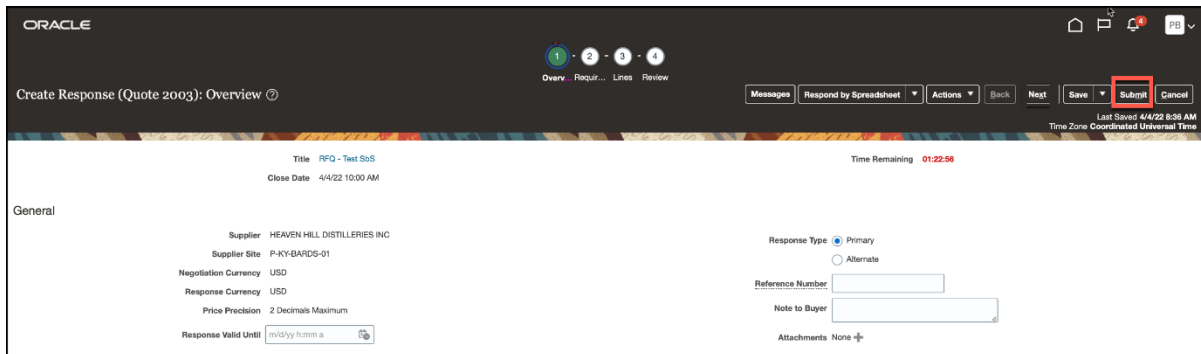 ORACLE
4
PB
1 2 3 4
Overv... Requir... Lines Review
Create Response (Quote 2003): Overview ?
Messages Respond by Spreadsheet Actions Back Next Save Submit Cancel
Last Saved 4/4/22 8:36 AM
Time Zone Coordinated Universal Time
Title RFQ - Test SbS
Time Remaining 01:22:56
Close Date 4/4/22 10:00 AM
General
Supplier HEAVEN HILL DISTILLERIES INC
Response Type Primary
Supplier Site P-KY-BARDS-01
Alternate
Negotiation Currency USD
Reference Number
Response Currency USD
Note to Buyer
Price Precision 2 Decimals Maximum
Response Valid Until m/d/yy h:mm a
Attachments None